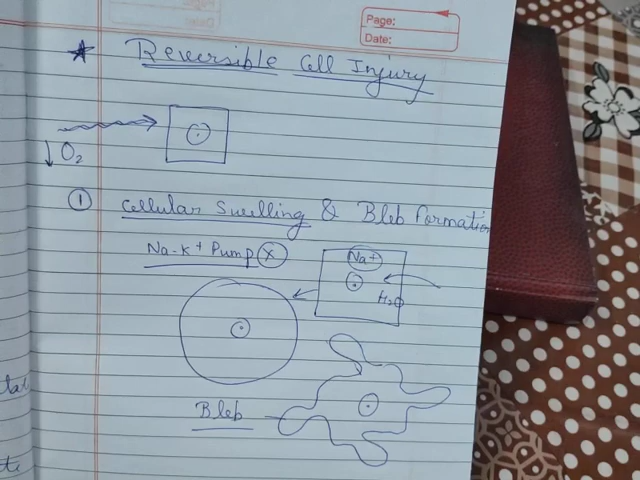 Page:
Date:
★ Reversible Cell Injury
↓ O₂
① Cellular Swelling & Bleb Formation
Na-K+ Pump ⓧ
Na+
H₂O
Bleb